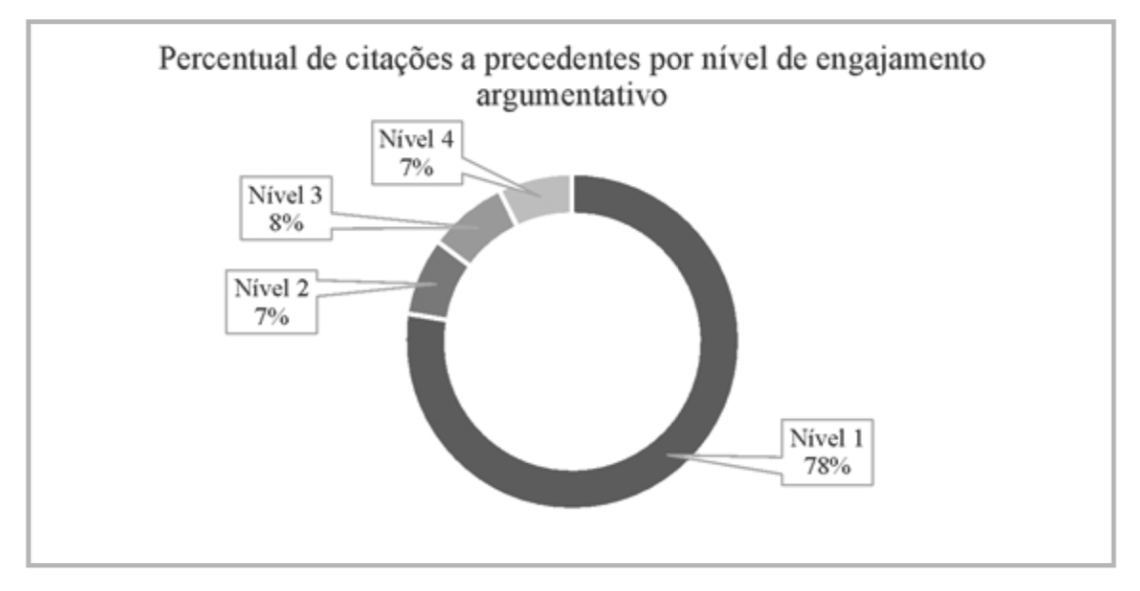 Percentual de citações a precedentes por nível de engajamento
argumentativo
Nível 4
7%
Nível 3
8%
Nível 2
7%
Nível 1
78%